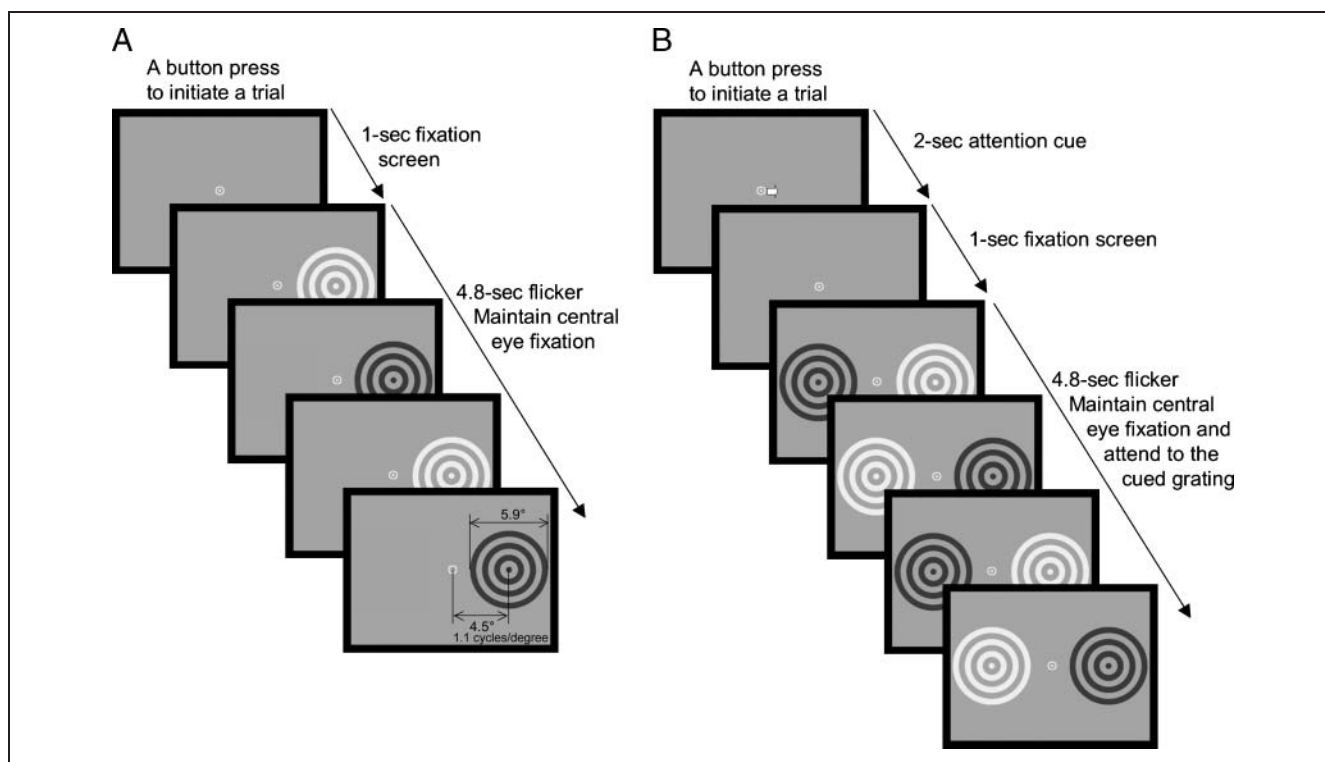 A
A button press
to initiate a trial
1-sec fixation
screen
4.8-sec flicker
Maintain central
eye fixation
5.9°
4.5°
1.1 cycles/degree
B
A button press
to initiate a trial
2-sec attention cue
1-sec fixation screen
4.8-sec flicker
Maintain central
eye fixation and
attend to the
cued grating